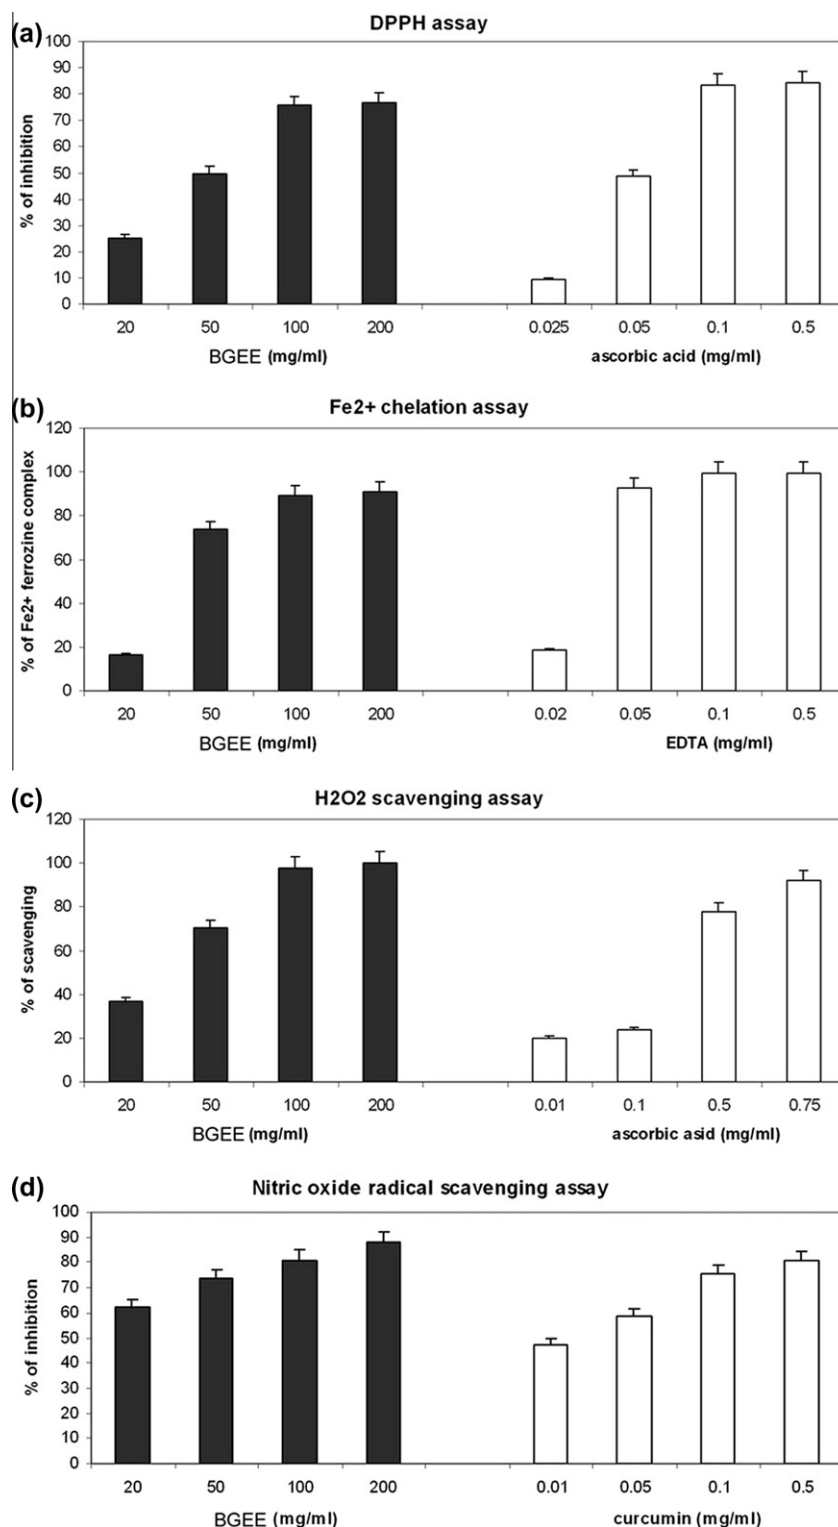 (a)
DPPH assay
% of inhibition
100
90
80
70
60
50
40
30
20
10
0
20 50 100 200 0.025 0.05 0.1 0.5
BGEE (mg/ml) ascorbic acid (mg/ml)
(b)
Fe2+ chelation assay
% of Fe2+ ferrozine complex
120
100
80
60
40
20
0
20 50 100 200 0.02 0.05 0.1 0.5
BGEE (mg/ml) EDTA (mg/ml)
(c)
H2O2 scavenging assay
% of scavenging
120
100
80
60
40
20
0
20 50 100 200 0.01 0.1 0.5 0.75
BGEE (mg/ml) ascorbic asid (mg/ml)
(d)
Nitric oxide radical scavenging assay
% of inhibition
100
90
80
70
60
50
40
30
20
10
0
20 50 100 200 0.01 0.05 0.1 0.5
BGEE (mg/ml) curcumin (mg/ml)